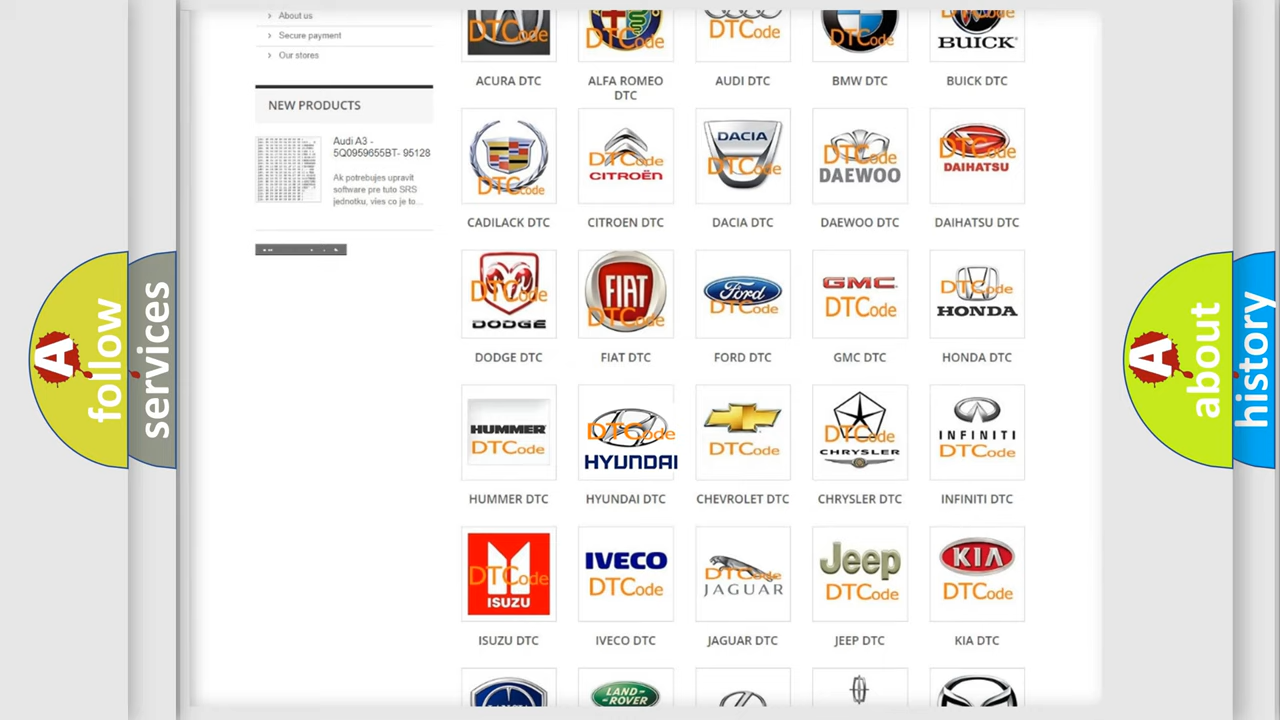 About us
Secure payment
Our stores
NEW PRODUCTS
Audi A3 -
5Q0959655BT- 95128
Ak potrebujes upravit
software pre tuto SRS
jednotku, vies co je to...
DTCode DTCode DTCode DTCode BUICK
ACURA DTC ALFA ROMEO DTC AUDI DTC BMW DTC BUICK DTC
DTCode DTCode CITROËN DACIA DTCode DTCode DAEWOO DTCode DAIHATSU
CADILACK DTC CITROEN DTC DACIA DTC DAEWOO DTC DAIHATSU DTC
DTCode DODGE FIAT DTCode Ford DTCode GMC DTCode DTCode HONDA
DODGE DTC FIAT DTC FORD DTC GMC DTC HONDA DTC
HUMMER DTCode DTCode HYUNDAI DTCode DTCode CHRYSLER INFINITI DTCode
HUMMER DTC HYUNDAI DTC CHEVROLET DTC CHRYSLER DTC INFINITI DTC
DTCode ISUZU IVECO DTCode DTCode JAGUAR Jeep DTCode KIA DTCode
ISUZU DTC IVECO DTC JAGUAR DTC JEEP DTC KIA DTC
LAND-
ROVER
A follow
services
A about
history